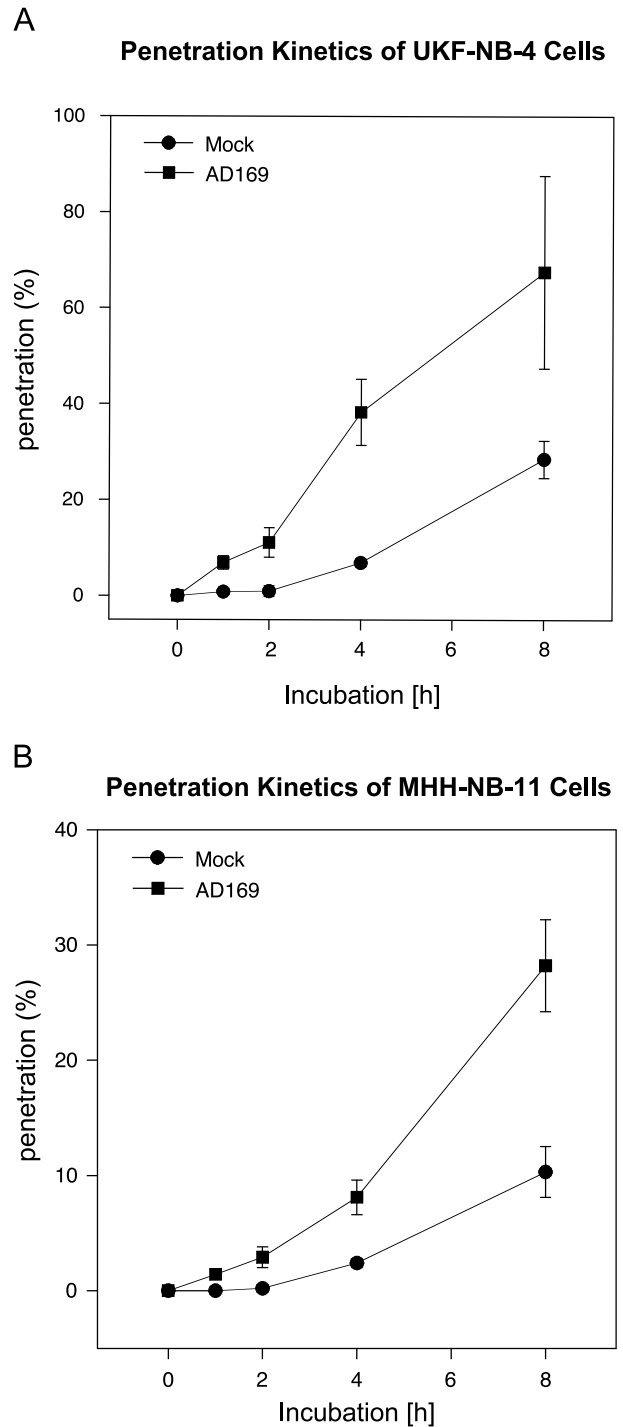 A
Penetration Kinetics of UKF-NB-4 Cells
Mock
AD169
100
80
60
40
20
0
penetration (%)
0 2 4 6 8
Incubation [h]
B
Penetration Kinetics of MHH-NB-11 Cells
Mock
AD169
40
30
20
10
0
penetration (%)
0 2 4 6 8
Incubation [h]